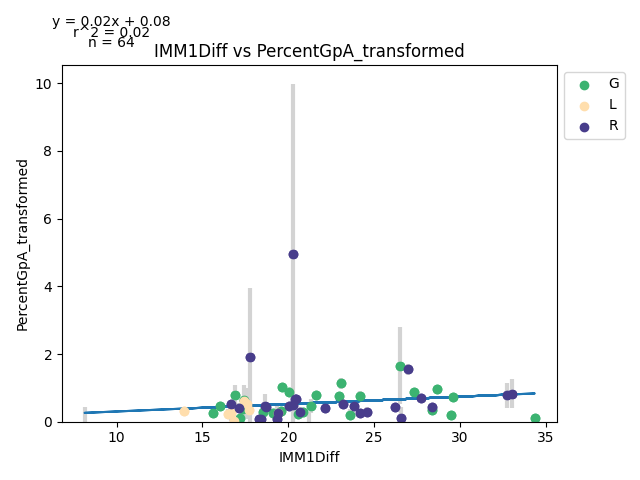 y = 0.02x + 0.08
r^2 = 0.02
n = 64
IMM1Diff vs PercentGpA_transformed
G
L
R
PercentGpA_transformed
10
8
6
4
2
0
10 15 20 25 30 35
IMM1Diff